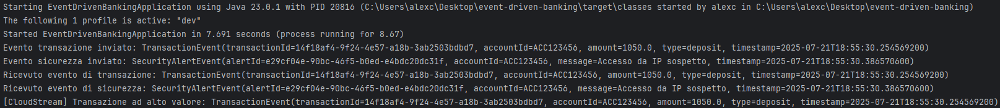 Starting EventDrivenBankingApplication using Java 23.0.1 with PID 20816 (C:\Users\alexc\Desktop\event-driven-banking\target\classes started by alexc in C:\Users\alexc\Desktop\event-driven-banking)
The following 1 profile is active: "dev"
Started EventDrivenBankingApplication in 7.691 seconds (process running for 8.67)
Evento transazione inviato: TransactionEvent(transactionId=14f18af4-9f24-4e57-a18b-3ab2503bdbd7, accountId=ACC123456, amount=1050.0, type=deposit, timestamp=2025-07-21T18:55:30.254569200)
Evento sicurezza inviato: SecurityAlertEvent(alertId=e29cf04e-90bc-46f5-b0ed-e4bdc20dc31f, accountId=ACC123456, message=Accesso da IP sospetto, timestamp=2025-07-21T18:55:30.386570600)
Ricevuto evento di transazione: TransactionEvent(transactionId=14f18af4-9f24-4e57-a18b-3ab2503bdbd7, accountId=ACC123456, amount=1050.0, type=deposit, timestamp=2025-07-21T18:55:30.254569200)
Ricevuto evento di sicurezza: SecurityAlertEvent(alertId=e29cf04e-90bc-46f5-b0ed-e4bdc20dc31f, accountId=ACC123456, message=Accesso da IP sospetto, timestamp=2025-07-21T18:55:30.386570600)
[CloudStream] Transazione ad alto valore: TransactionEvent(transactionId=14f18af4-9f24-4e57-a18b-3ab2503bdbd7, accountId=ACC123456, amount=1050.0, type=deposit, timestamp=2025-07-21T18:55:30.254569200)